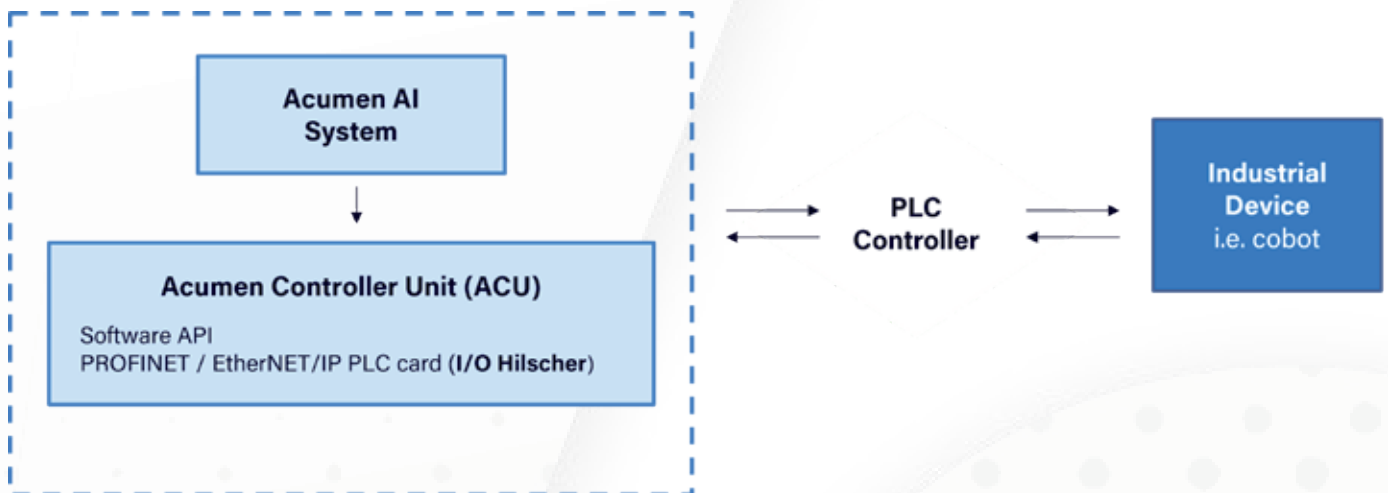 Acumen AI
System
Acumen Controller Unit (ACU)
Software API
PROFINET / EtherNET/IP PLC card (I/O Hilscher)
PLC
Controller
Industrial
Device
i.e. cobot